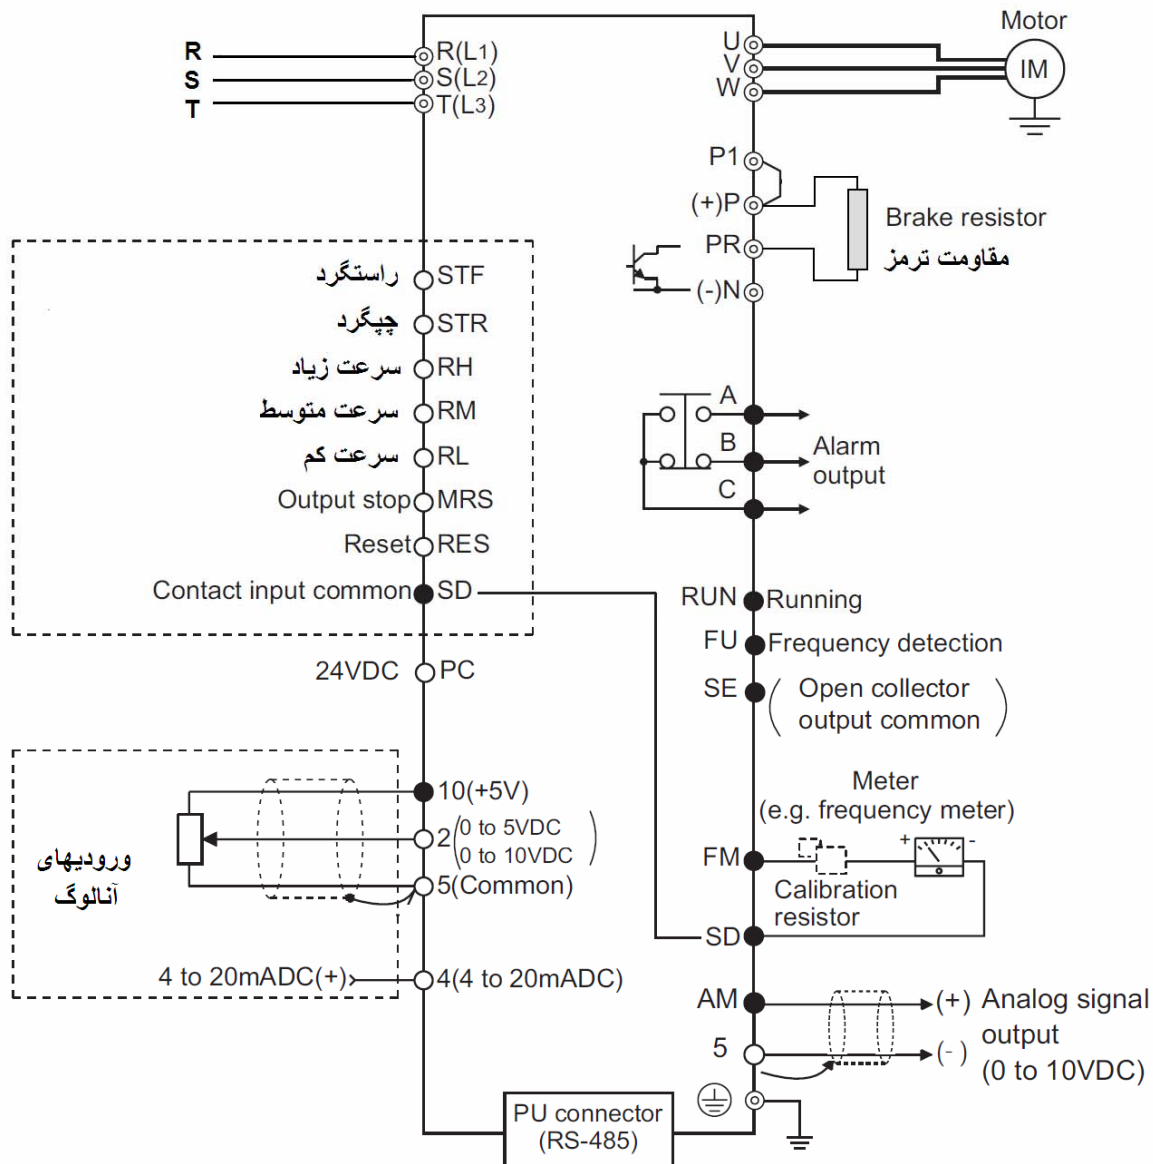 R
S
T
R(L1)
S(L2)
T(L3)
راستگرد
STF
چپگرد
STR
سرعت زیاد
RH
سرعت متوسط
RM
سرعت کم
RL
Output stop
MRS
Reset
RES
Contact input common
SD
24VDC
PC
ورودیهای
آنالوگ
10(+5V)
2
(0 to 5VDC
0 to 10VDC)
5(Common)
4 to 20mADC(+)
4(4 to 20mADC)
PU connector
(RS-485)
U
V
W
Motor
IM
P1
(+)P
PR
(-)N
Brake resistor
مقاومت ترمز
A
B
C
Alarm
output
RUN
Running
FU
Frequency detection
SE
(Open collector
output common)
Meter
(e.g. frequency meter)
+
-
FM
Calibration
resistor
SD
AM
5
(+)
(-)
Analog signal
output
(0 to 10VDC)